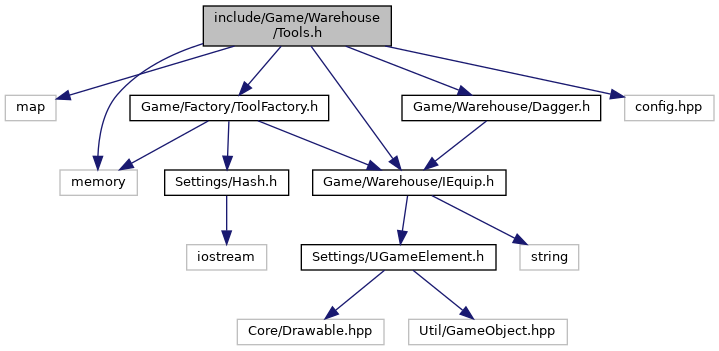 include/Game/Warehouse
/Tools.h
map
Game/Factory/ToolFactory.h
Game/Warehouse/Dagger.h
config.hpp
memory
Settings/Hash.h
Game/Warehouse/IEquip.h
iostream
Settings/UGameElement.h
string
Core/Drawable.hpp
Util/GameObject.hpp